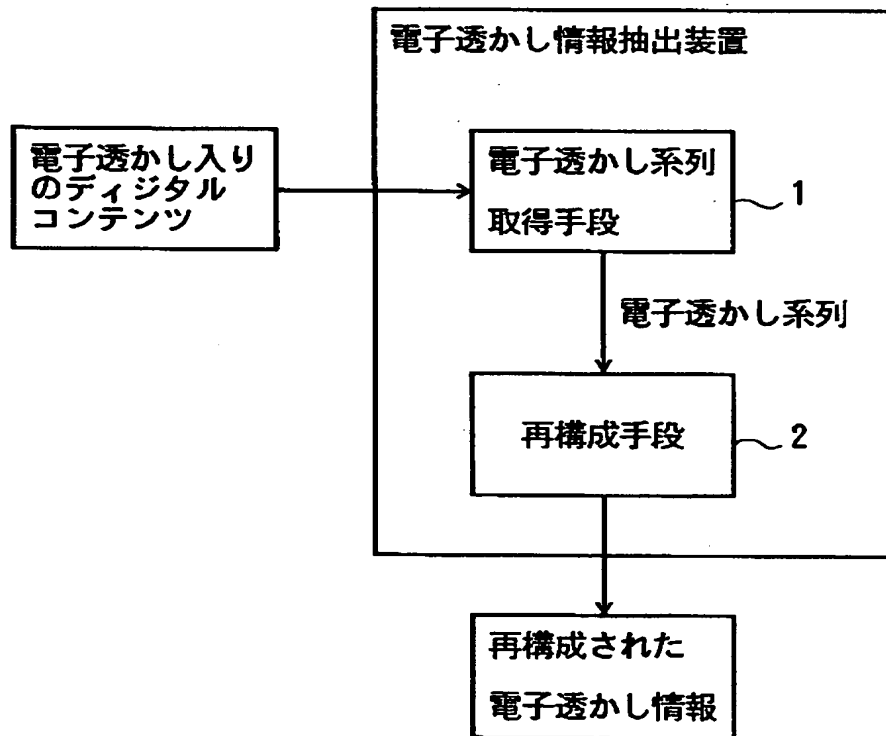 電子透かし情報抽出装置
電子透かし入り
のディジタル
コンテンツ
電子透かし系列
取得手段
1
電子透かし系列
再構成手段
2
再構成された
電子透かし情報